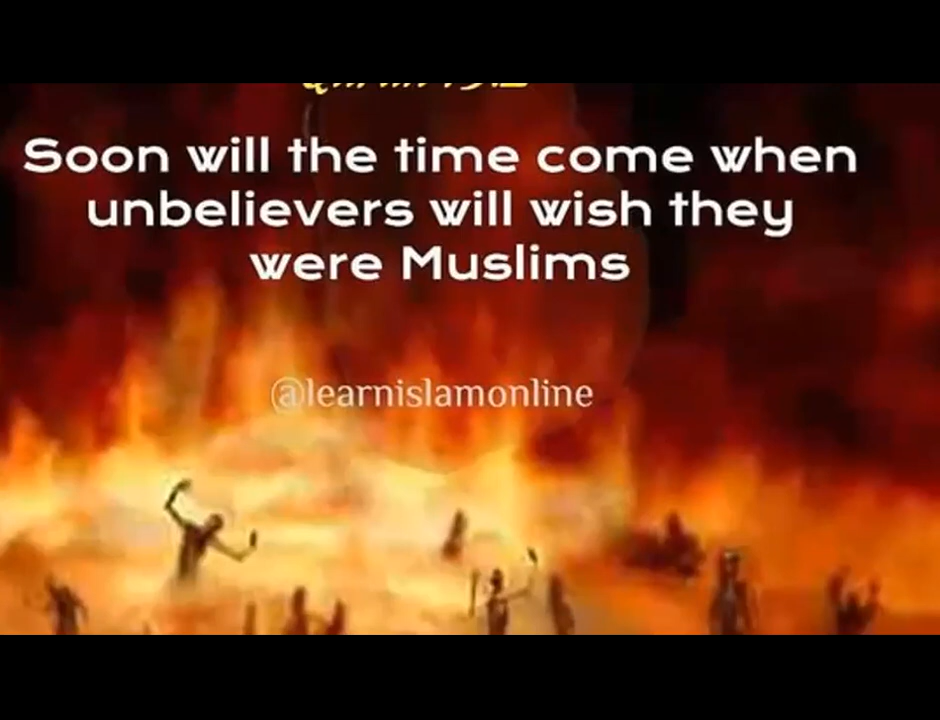 Soon will the time come when
unbelievers will wish they
were Muslims
@learnislamonline